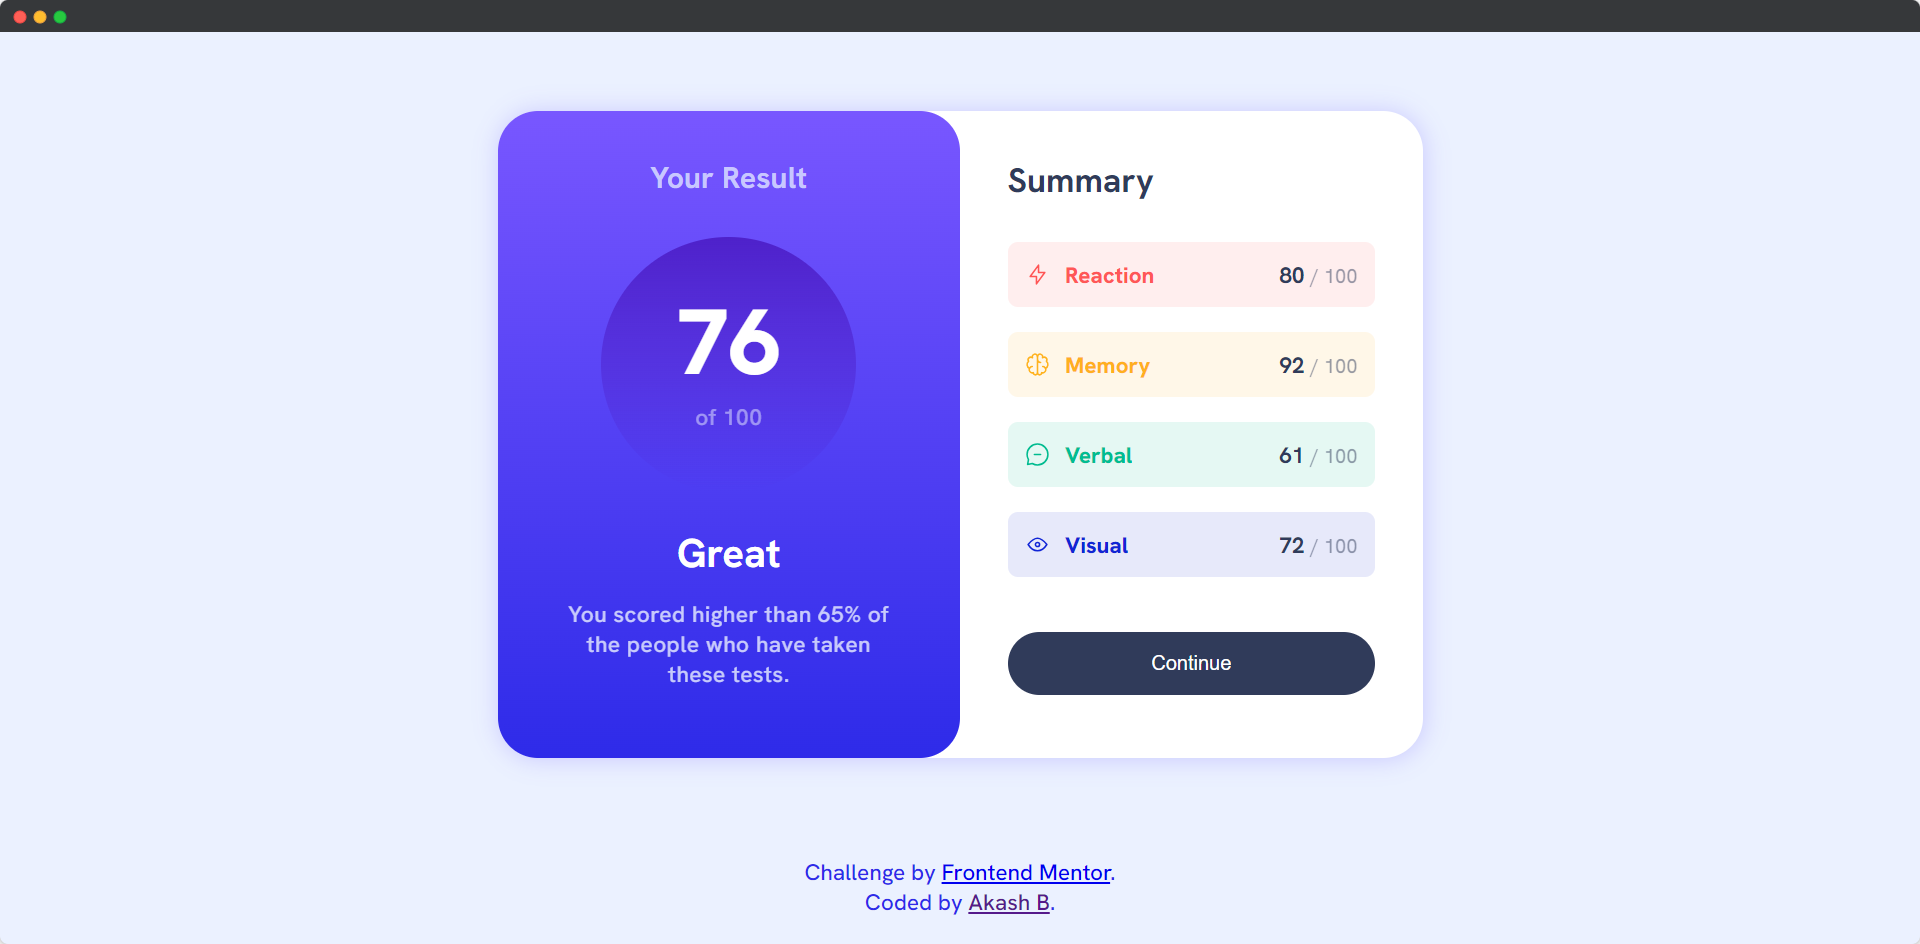 Your Result
76
of 100
Great
You scored higher than 65% of
the people who have taken
these tests.
Summary
Reaction 80 / 100
Memory 92 / 100
Verbal 61 / 100
Visual 72 / 100
Continue
Challenge by Frontend Mentor.
Coded by Akash B.